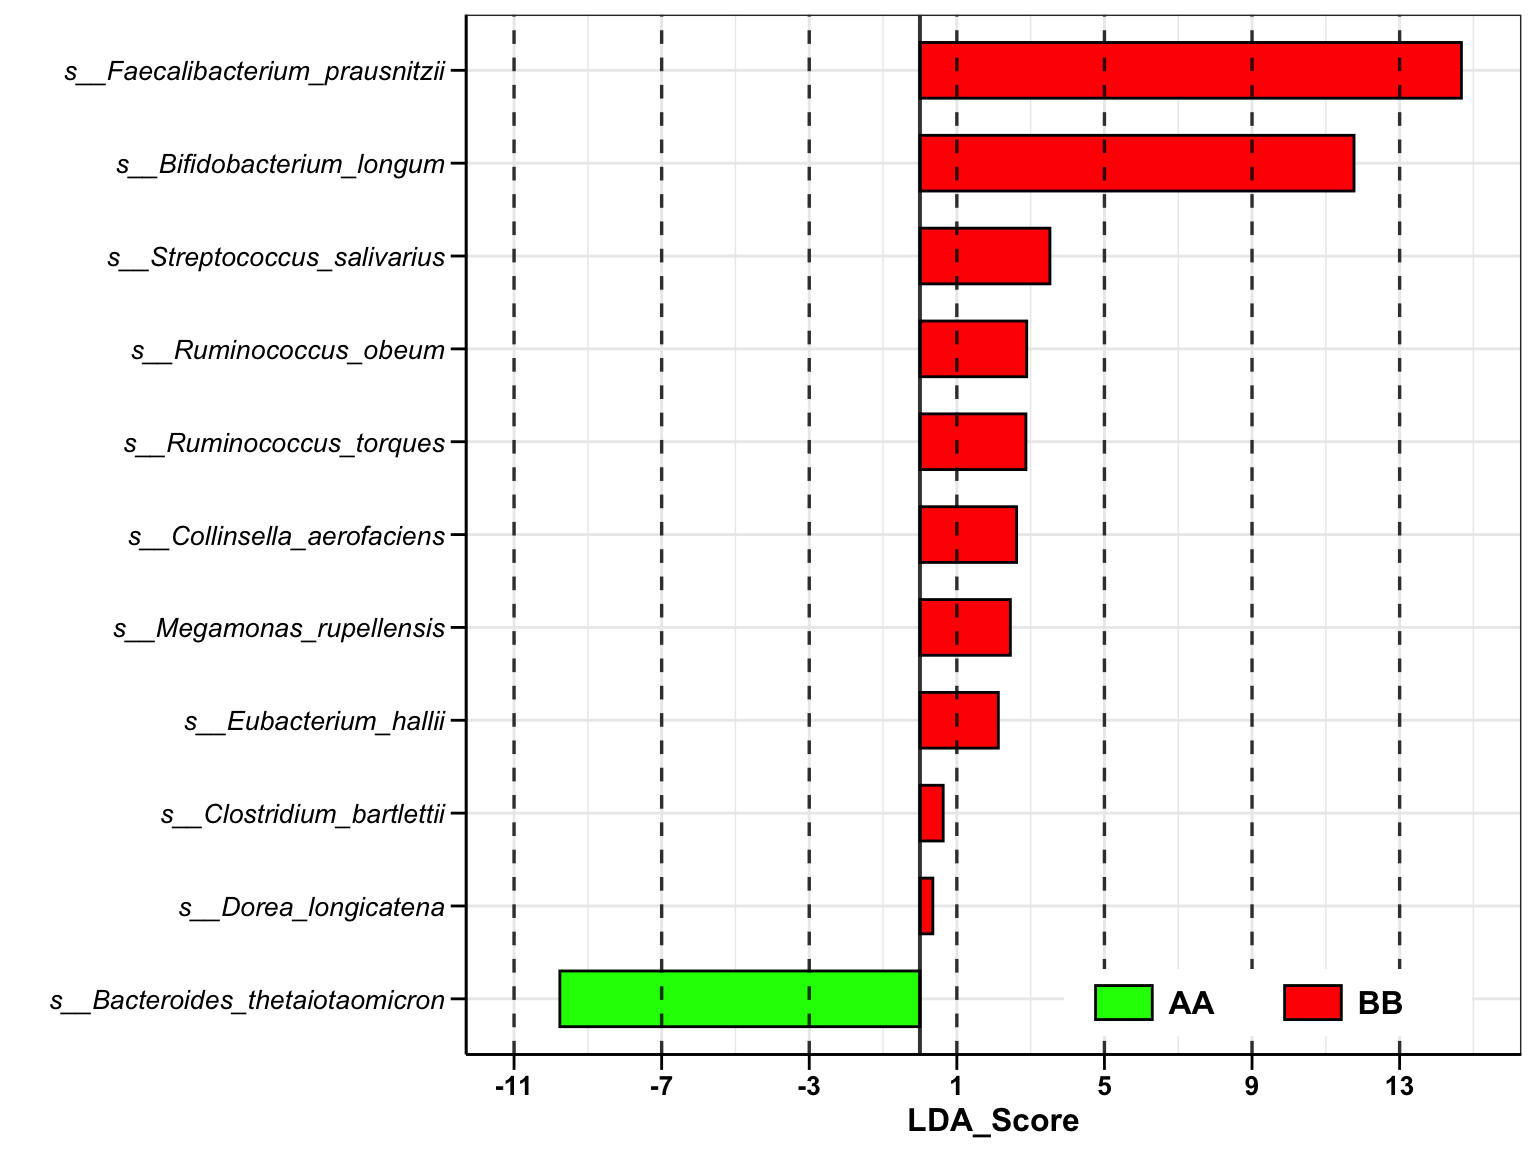 s__Faecalibacterium_prausnitzii
s__Bifidobacterium_longum
s__Streptococcus_salivarius
s__Ruminococcus_obeum
s__Ruminococcus_torques
s__Collinsella_aerofaciens
s__Megamonas_rupellensis
s__Eubacterium_hallii
s__Clostridium_bartlettii
s__Dorea_longicatena
s__Bacteroides_thetaiotaomicron
AA BB
-11 -7 -3 1 5 9 13
LDA_Score